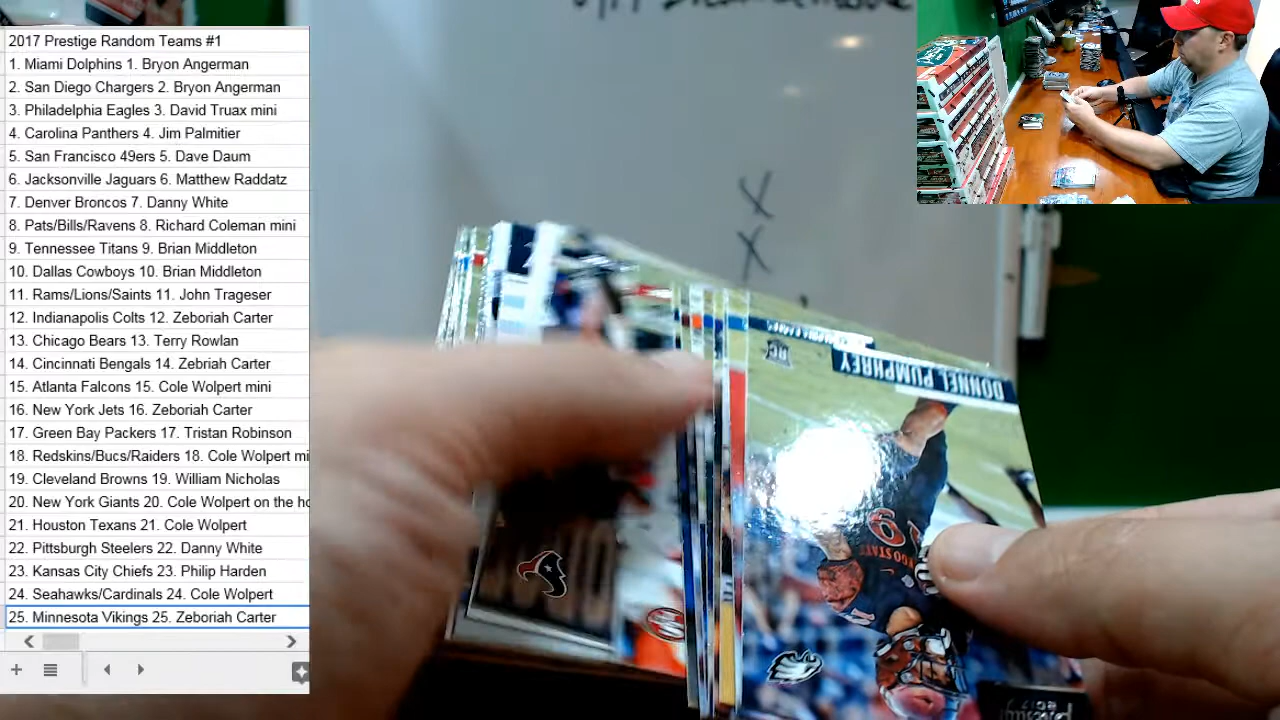 2017 Prestige Random Teams #1
1. Miami Dolphins 1. Bryon Angerman
2. San Diego Chargers 2. Bryon Angerman
3. Philadelphia Eagles 3. David Truax mini
4. Carolina Panthers 4. Jim Palmitier
5. San Francisco 49ers 5. Dave Daum
6. Jacksonville Jaguars 6. Matthew Raddatz
7. Denver Broncos 7. Danny White
8. Pats/Bills/Ravens 8. Richard Coleman mini
9. Tennessee Titans 9. Brian Middleton
10. Dallas Cowboys 10. Brian Middleton
11. Rams/Lions/Saints 11. John Trageser
12. Indianapolis Colts 12. Zeboriah Carter
13. Chicago Bears 13. Terry Rowlan
14. Cincinnati Bengals 14. Zebriah Carter
15. Atlanta Falcons 15. Cole Wolpert mini
16. New York Jets 16. Zeboriah Carter
17. Green Bay Packers 17. Tristan Robinson
18. Redskins/Bucs/Raiders 18. Cole Wolpert mi
19. Cleveland Browns 19. William Nicholas
20. New York Giants 20. Cole Wolpert on the ho
21. Houston Texans 21. Cole Wolpert
22. Pittsburgh Steelers 22. Danny White
23. Kansas City Chiefs 23. Philip Harden
24. Seahawks/Cardinals 24. Cole Wolpert
25. Minnesota Vikings 25. Zeboriah Carter
X
X
RC
DONNEL PUMPHREY
19
prestige
2017